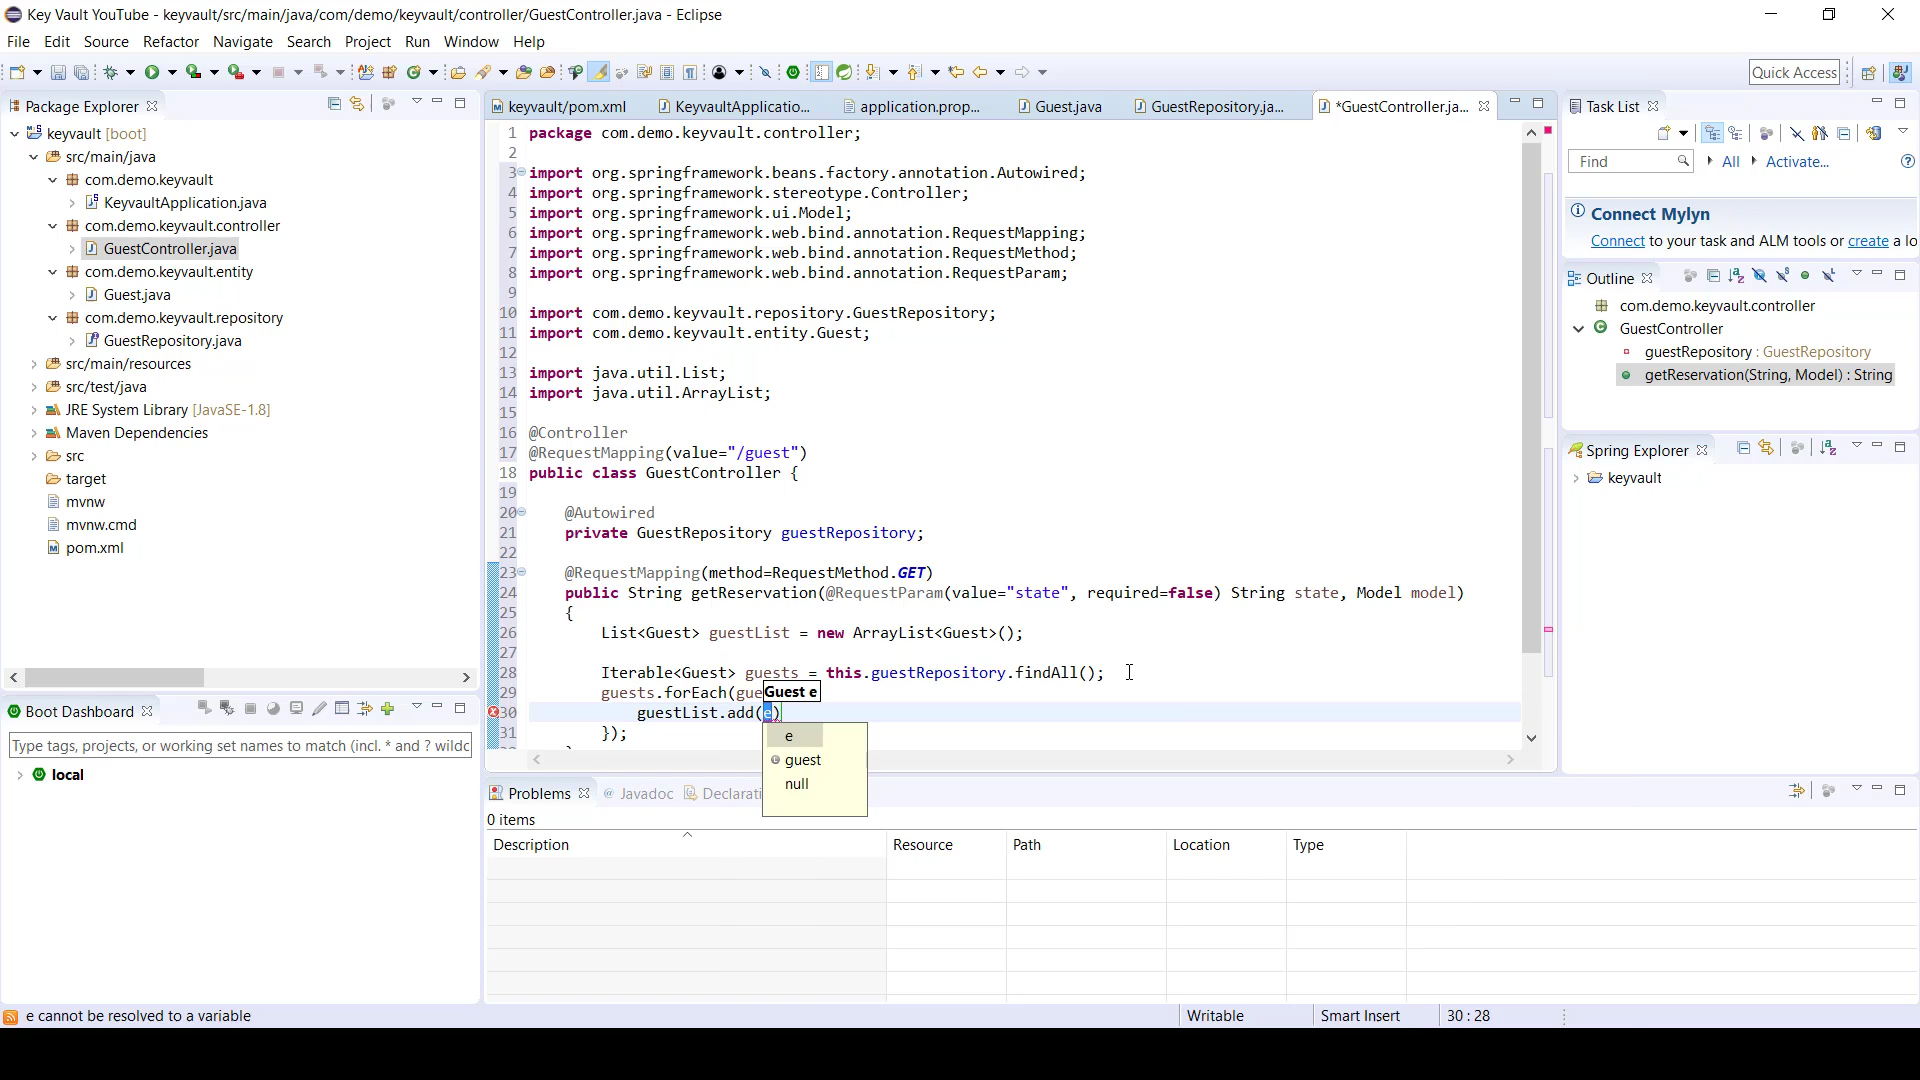 Key Vault YouTube - keyvault/src/main/java/com/demo/keyvault/controller/GuestController.java - Eclipse
File Edit Source Refactor Navigate Search Project Run Window Help
Quick Access
Package Explorer
keyvault [boot]
src/main/java
com.demo.keyvault
KeyvaultApplication.java
com.demo.keyvault.controller
GuestController.java
com.demo.keyvault.entity
Guest.java
com.demo.keyvault.repository
GuestRepository.java
src/main/resources
src/test/java
JRE System Library [JavaSE-1.8]
Maven Dependencies
src
target
mvnw
mvnw.cmd
pom.xml
Boot Dashboard
Type tags, projects, or working set names to match (incl. * and ? wildc
local
keyvault/pom.xml KeyvaultApplicatio... application.prop... Guest.java GuestRepository.ja... *GuestController.ja...
1 package com.demo.keyvault.controller;
2
3 import org.springframework.beans.factory.annotation.Autowired;
4 import org.springframework.stereotype.Controller;
5 import org.springframework.ui.Model;
6 import org.springframework.web.bind.annotation.RequestMapping;
7 import org.springframework.web.bind.annotation.RequestMethod;
8 import org.springframework.web.bind.annotation.RequestParam;
9
10 import com.demo.keyvault.repository.GuestRepository;
11 import com.demo.keyvault.entity.Guest;
12
13 import java.util.List;
14 import java.util.ArrayList;
15
16 @Controller
17 @RequestMapping(value="/guest")
18 public class GuestController {
19
20 @Autowired
21 private GuestRepository guestRepository;
22
23 @RequestMapping(method=RequestMethod.GET)
24 public String getReservation(@RequestParam(value="state", required=false) String state, Model model)
25 {
26 List<Guest> guestList = new ArrayList<Guest>();
27
28 Iterable<Guest> guests = this.guestRepository.findAll();
29 guests.forEach(gue
Guest e
30 guestList.add(e)
31 });
e
guest
null
Problems Javadoc Declarati
0 items
Description Resource Path Location Type
Task List
Find All Activate...
Connect Mylyn
Connect to your task and ALM tools or create a lo
Outline
com.demo.keyvault.controller
GuestController
guestRepository : GuestRepository
getReservation(String, Model) : String
Spring Explorer
keyvault
e cannot be resolved to a variable
Writable Smart Insert 30 : 28